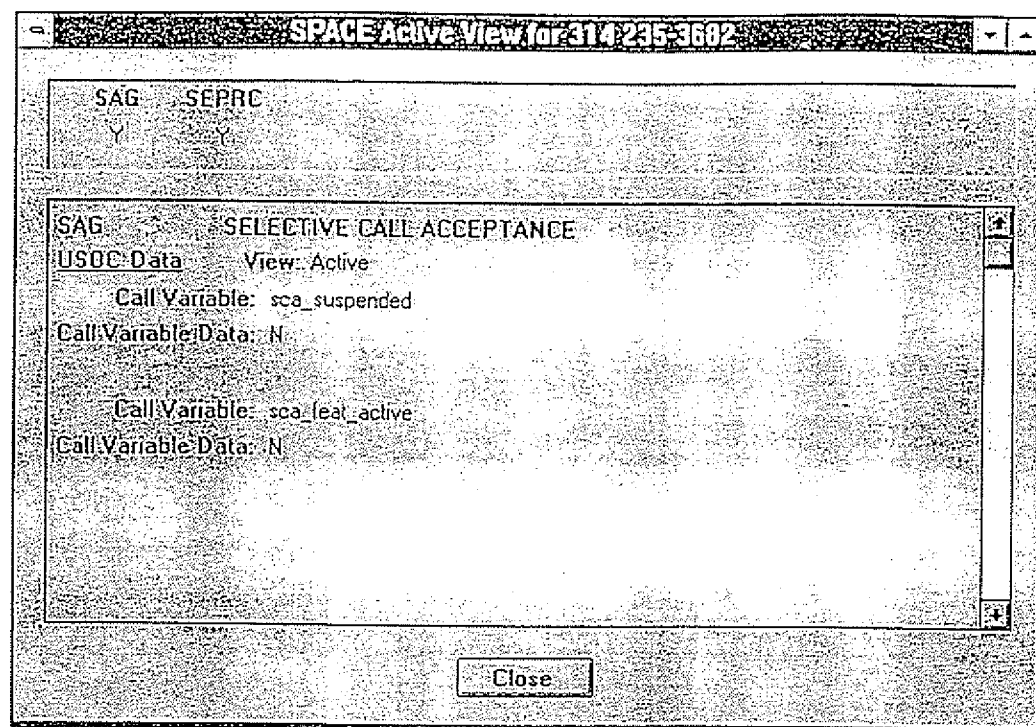 SPACE Active View for 314-235-3682
SAG SEPRC
Y Y
SAG SELECTIVE CALL ACCEPTANCE
USOC Data View: Active
Call Variable: sca_suspended
Call Variable Data: N
Call Variable: sca_feat_active
Call Variable Data: N
Close